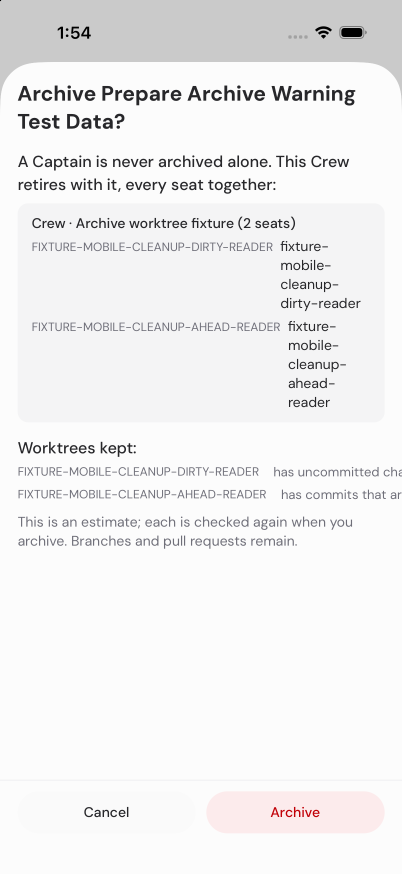 1:54
Archive Prepare Archive Warning
Test Data?
A Captain is never archived alone. This Crew
retires with it, every seat together:
Crew · Archive worktree fixture (2 seats)
FIXTURE-MOBILE-CLEANUP-DIRTY-READER fixture-
mobile-
cleanup-
dirty-reader
FIXTURE-MOBILE-CLEANUP-AHEAD-READER fixture-
mobile-
cleanup-
ahead-
reader
Worktrees kept:
FIXTURE-MOBILE-CLEANUP-DIRTY-READER has uncommitted cha
FIXTURE-MOBILE-CLEANUP-AHEAD-READER has commits that ar
This is an estimate; each is checked again when you
archive. Branches and pull requests remain.
Cancel Archive